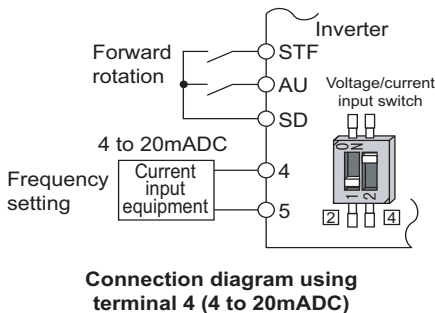 Inverter
Forward
rotation
STF
AU
SD
Voltage/current
input switch
4 to 20mADC
Frequency
setting
Current
input
equipment
4
5
ON
1 2
2
4
Connection diagram using
terminal 4 (4 to 20mADC)